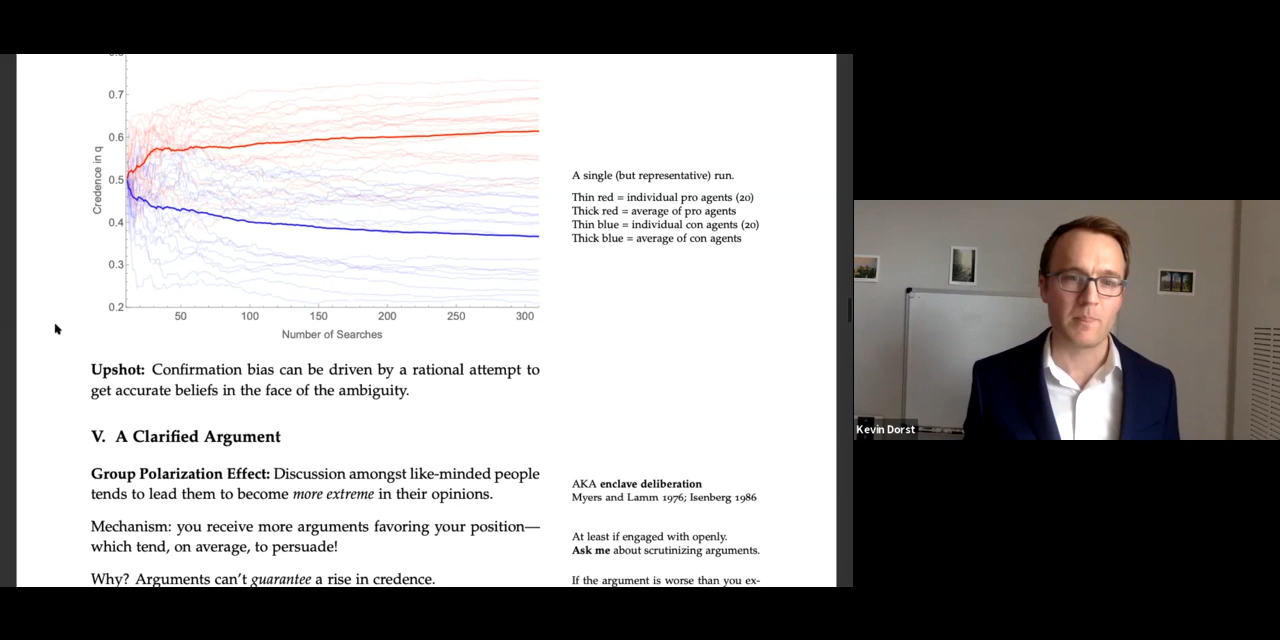 0.7
0.6
0.5
0.4
0.3
0.2
Credence in q
50
100
150
200
250
300
Number of Searches
A single (but representative) run.
Thin red = individual pro agents (20)
Thick red = average of pro agents
Thin blue = individual con agents (20)
Thick blue = average of con agents
Upshot: Confirmation bias can be driven by a rational attempt to
get accurate beliefs in the face of the ambiguity.
V. A Clarified Argument
Group Polarization Effect: Discussion amongst like-minded people
tends to lead them to become more extreme in their opinions.
AKA enclave deliberation
Myers and Lamm 1976; Isenberg 1986
Mechanism: you receive more arguments favoring your position—
which tend, on average, to persuade!
At least if engaged with openly.
Ask me about scrutinizing arguments.
Why? Arguments can't guarantee a rise in credence.
If the argument is worse than you ex-
Kevin Dorst